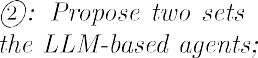 ②: Propose two sets
the LLM-based agents;